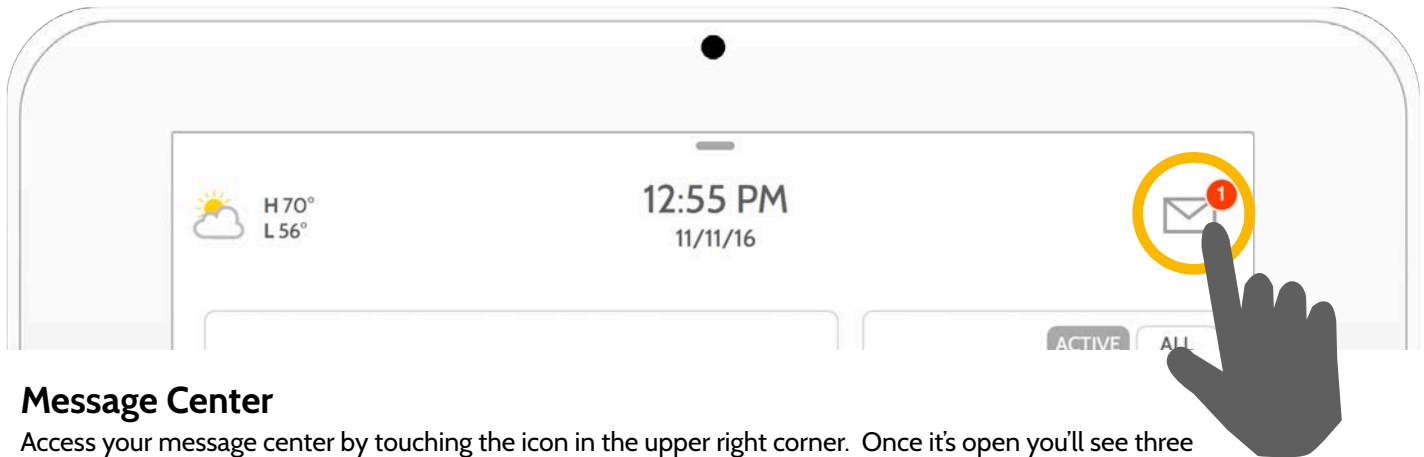 H 70°
L 56°
12:55 PM
11/11/16
1
ACTIVE
ALL
Message Center
Access your message center by touching the icon in the upper right corner.  Once it's open you'll see three